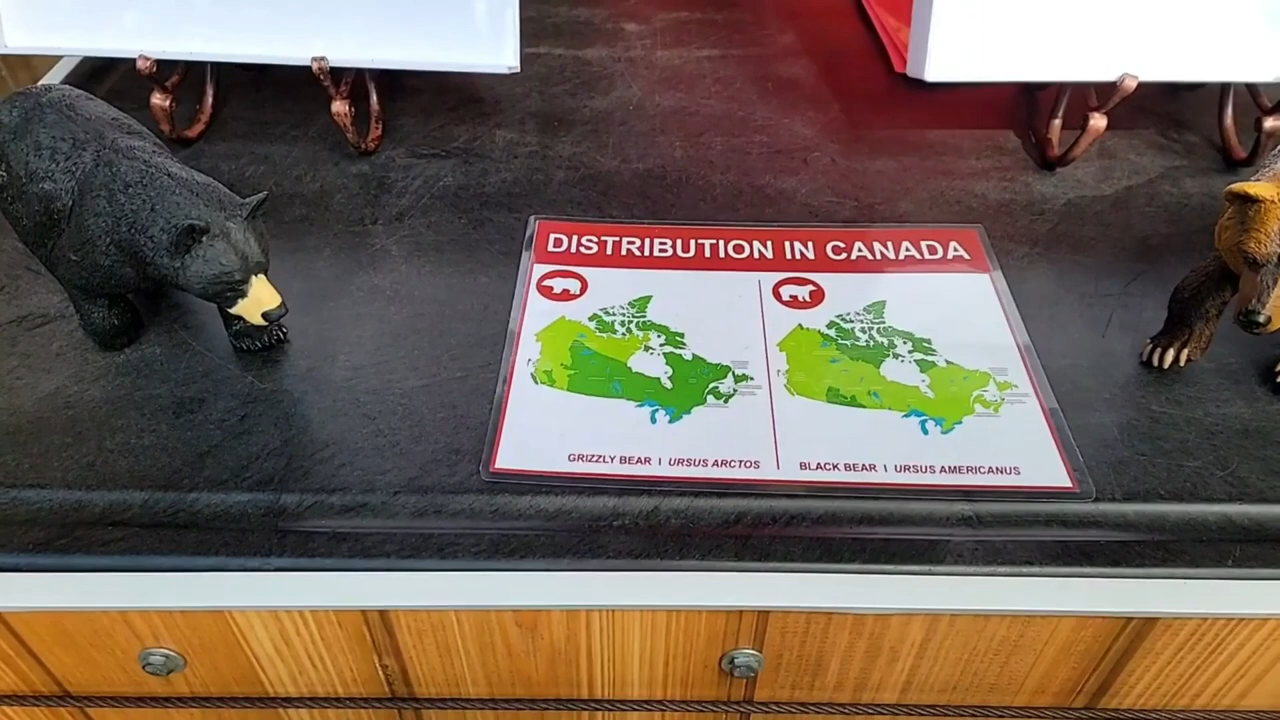 DISTRIBUTION IN CANADA
GRIZZLY BEAR | URSUS ARCTOS
BLACK BEAR | URSUS AMERICANUS